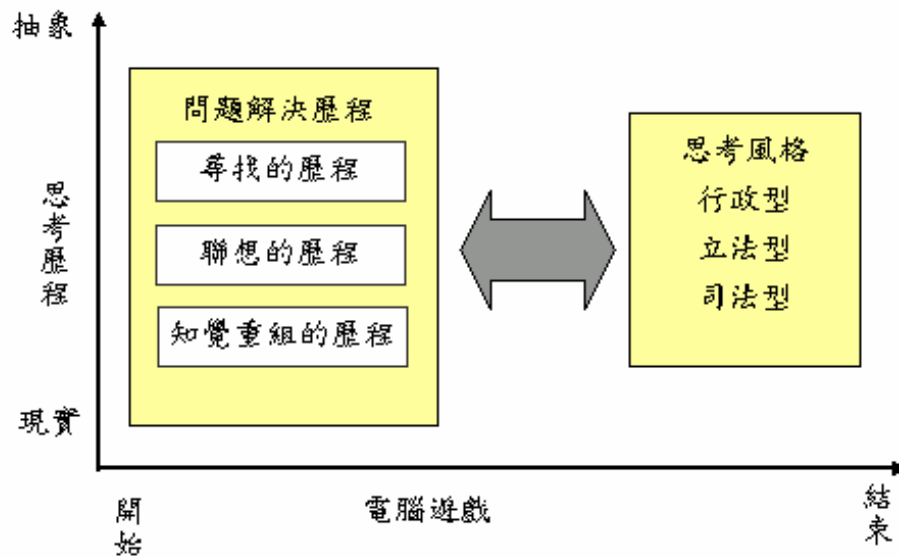 抽象
問題解決歷程
尋找的歷程
聯想的歷程
知覺重組的歷程
思考風格
行政型
立法型
司法型
思考歷程
現實
開始
電腦遊戲
結束